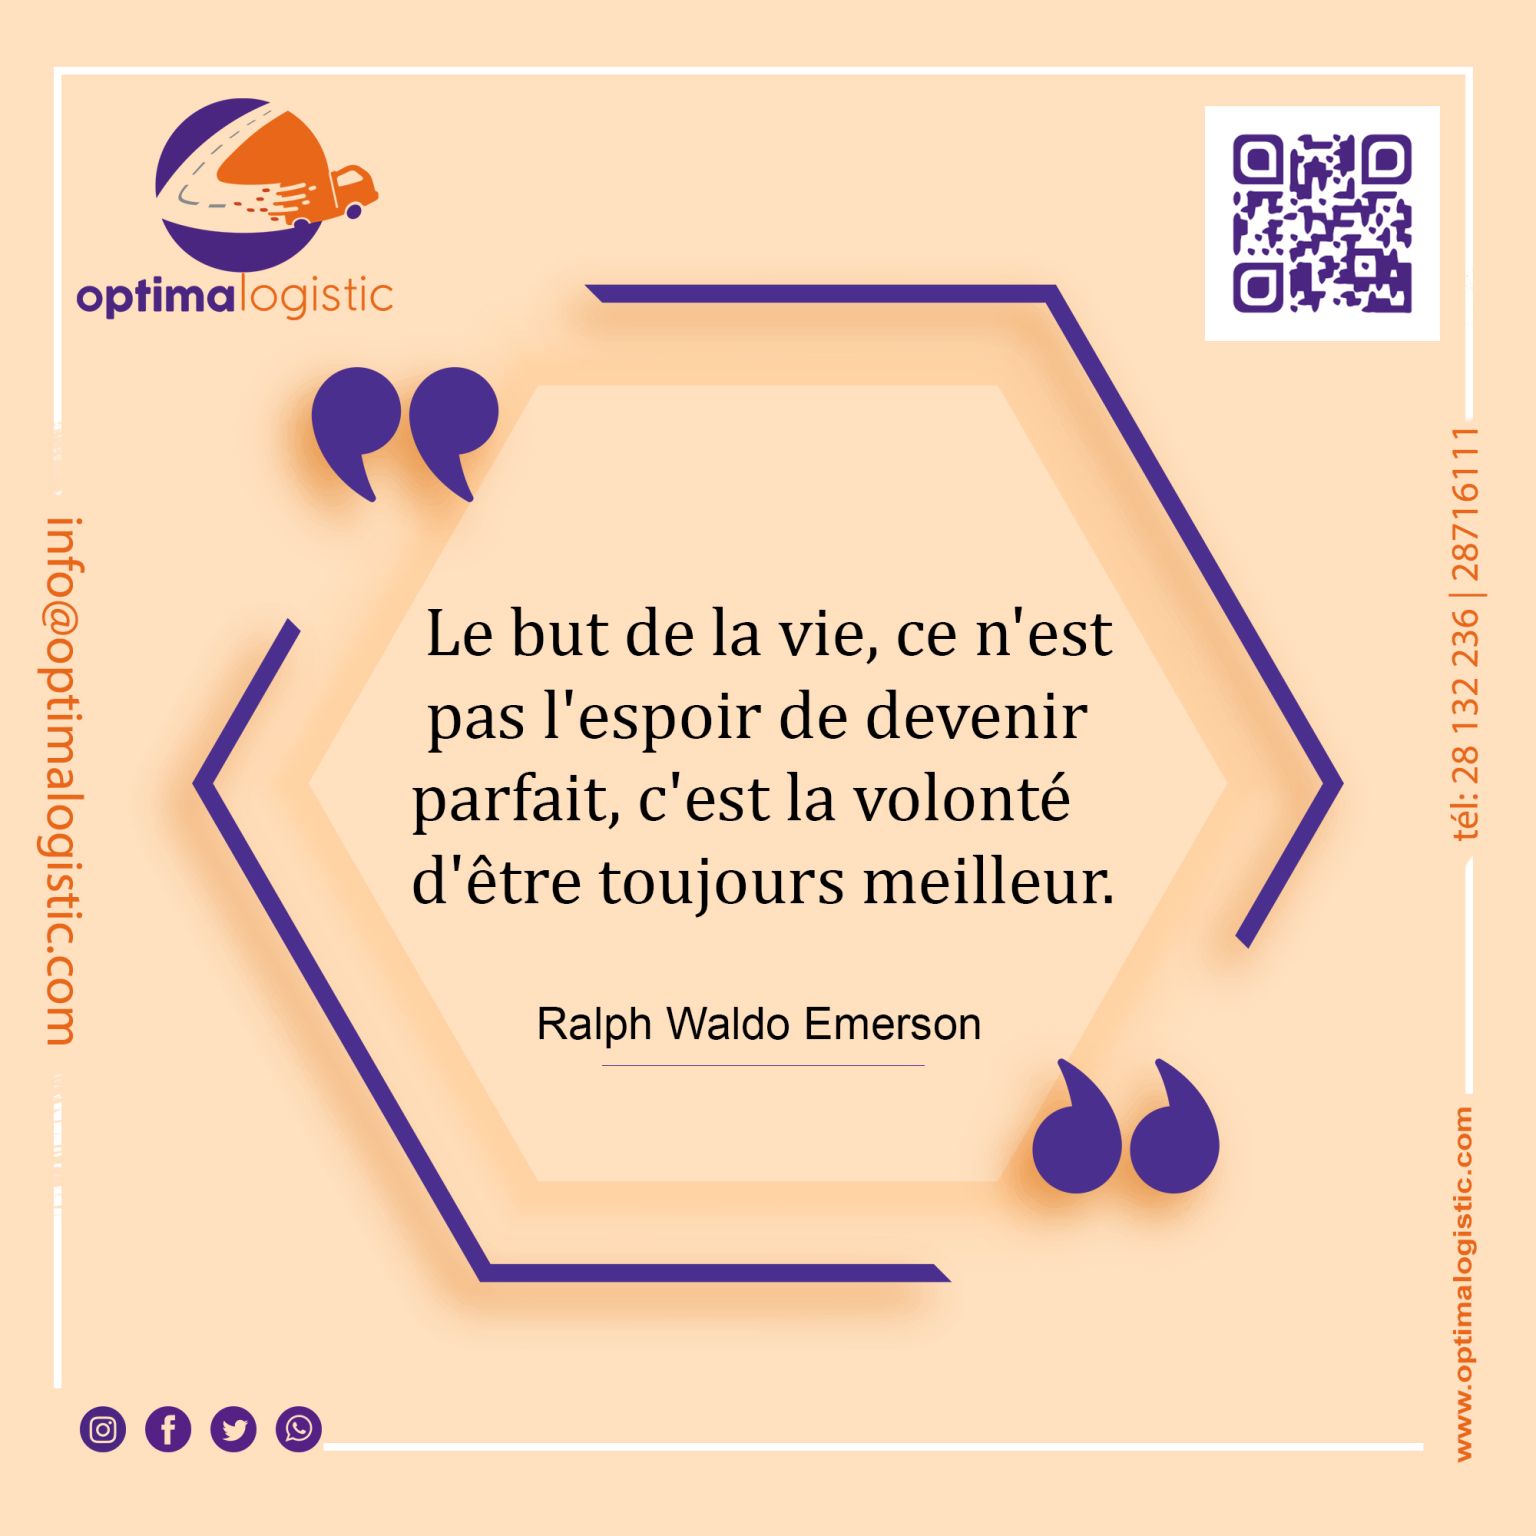 optimalogistic
Le but de la vie, ce n'est
pas l'espoir de devenir
parfait, c'est la volonté
d'être toujours meilleur.
Ralph Waldo Emerson
info@optimalogistic.com
tél: 28 132 236 | 28716111
www.optimalogistic.com